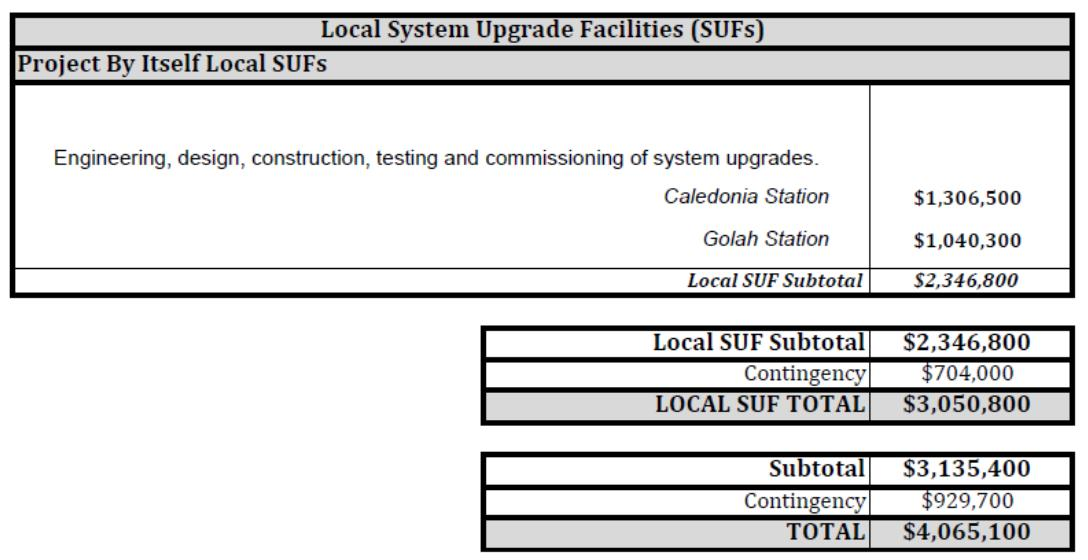 Local System Upgrade Facilities (SUFs)
Project By Itself Local SUFs
Engineering, design, construction, testing and commissioning of system upgrades.
Caledonia Station $1,306,500
Golah Station $1,040,300
Local SUF Subtotal $2,346,800
Local SUF Subtotal $2,346,800
Contingency $704,000
LOCAL SUF TOTAL $3,050,800
Subtotal $3,135,400
Contingency $929,700
TOTAL $4,065,100